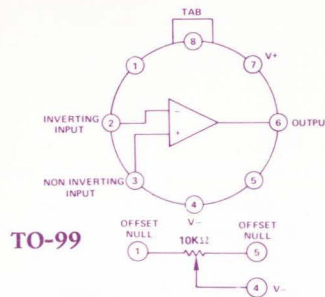 TAB
8
1
7
V+
INVERTING
INPUT
2
−
+
6
OUTPUT
NON INVERTING
INPUT
3
5
4
V−
TO-99
OFFSET
NULL
10KΩ
OFFSET
NULL
1
5
4
V−